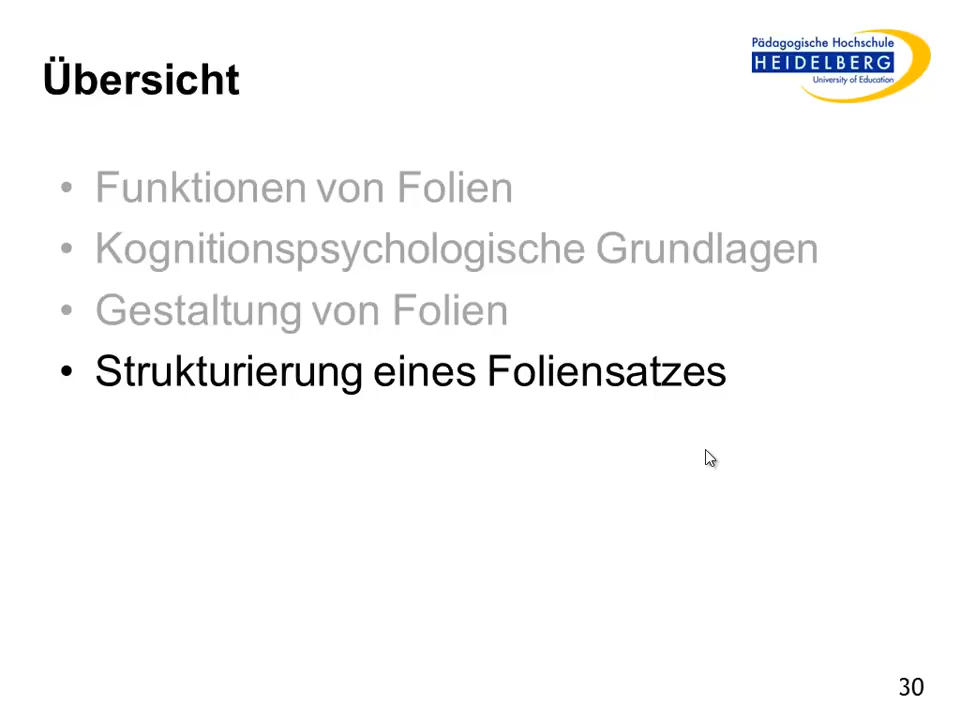 Übersicht
Pädagogische Hochschule
HEIDELBERG
University of Education
• Funktionen von Folien
• Kognitionspsychologische Grundlagen
• Gestaltung von Folien
• Strukturierung eines Foliensatzes
30